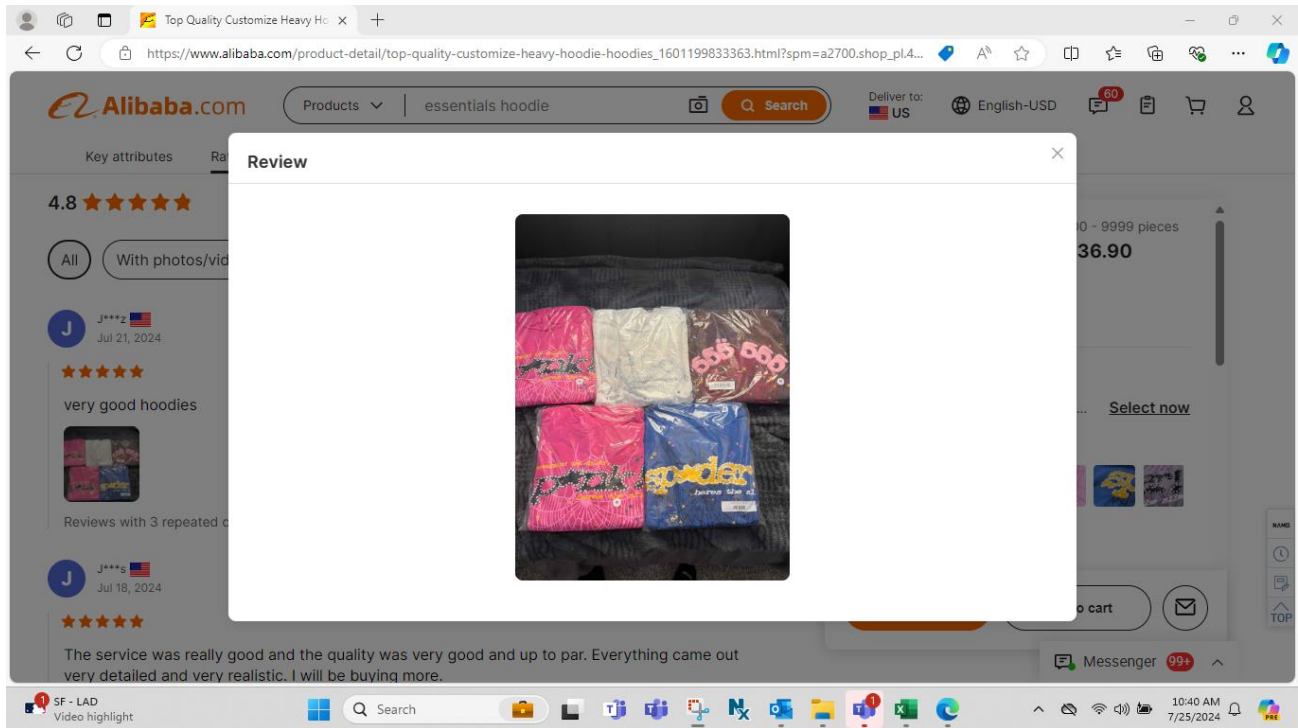 Top Quality Customize Heavy Ho
https://www.alibaba.com/product-detail/top-quality-customize-heavy-hoodie-hoodies_1601199833363.html?spm=a2700.shop_pl.4...
Alibaba.com
Products
essentials hoodie
Search
Deliver to:
US
English-USD
60
Key attributes
Ra
Review
4.8
00 - 9999 pieces
36.90
All
With photos/vid
J
J***z
Jul 21, 2024
very good hoodies
Select now
555 555
pink
spider
Reviews with 3 repeated
J
J***s
Jul 18, 2024
o cart
TOP
The service was really good and the quality was very good and up to par. Everything came out
very detailed and very realistic. I will be buying more.
Messenger
99+
SF - LAD
Video highlight
Search
10:40 AM
7/25/2024